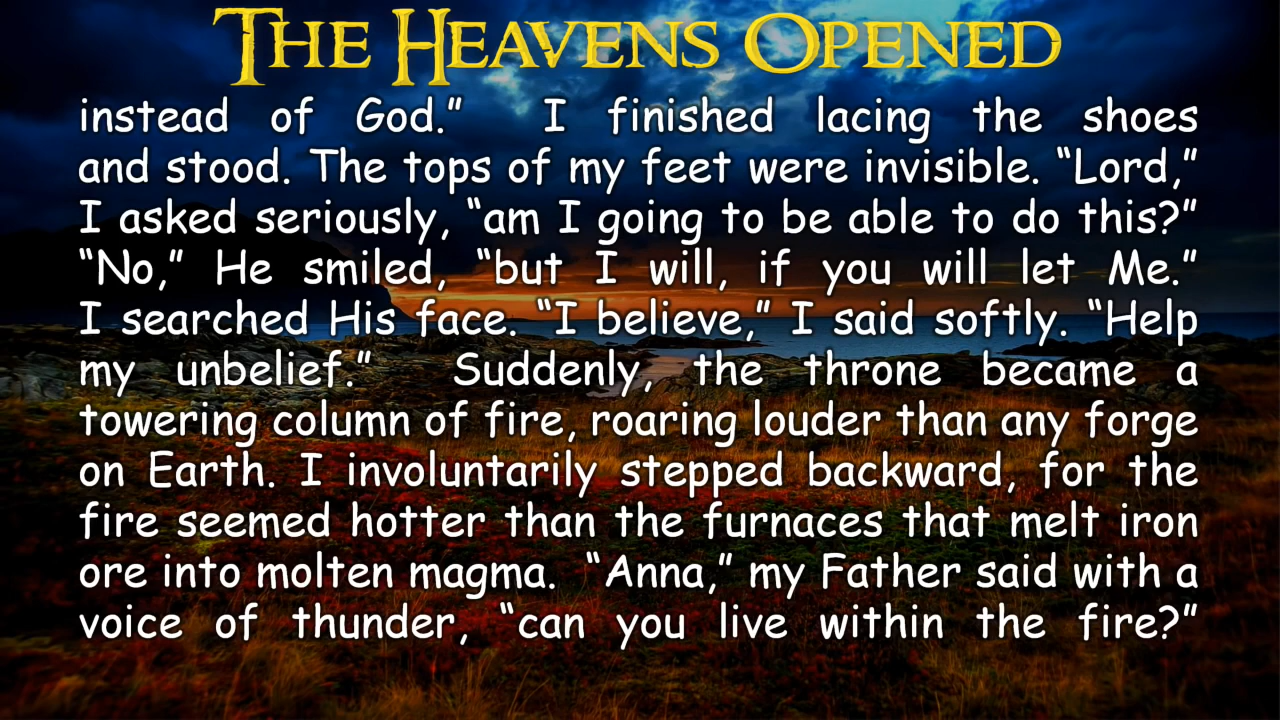 THE HEAVENS OPENED
instead of God.” I finished lacing the shoes
and stood. The tops of my feet were invisible. “Lord,”
I asked seriously, “am I going to be able to do this?”
“No,” He smiled, “but I will, if you will let Me.”
I searched His face. “I believe,” I said softly. “Help
my unbelief.” Suddenly, the throne became a
towering column of fire, roaring louder than any forge
on Earth. I involuntarily stepped backward, for the
fire seemed hotter than the furnaces that melt iron
ore into molten magma. “Anna,” my Father said with a
voice of thunder, “can you live within the fire?”